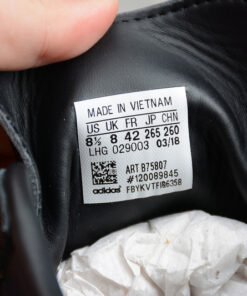 MADE IN VIETNAM
US UK FR JP CHN
8½ 8 42 265 260
LHG 029003 03/18
ART B75807
#120089845
adidas FBYKVTFIB6358